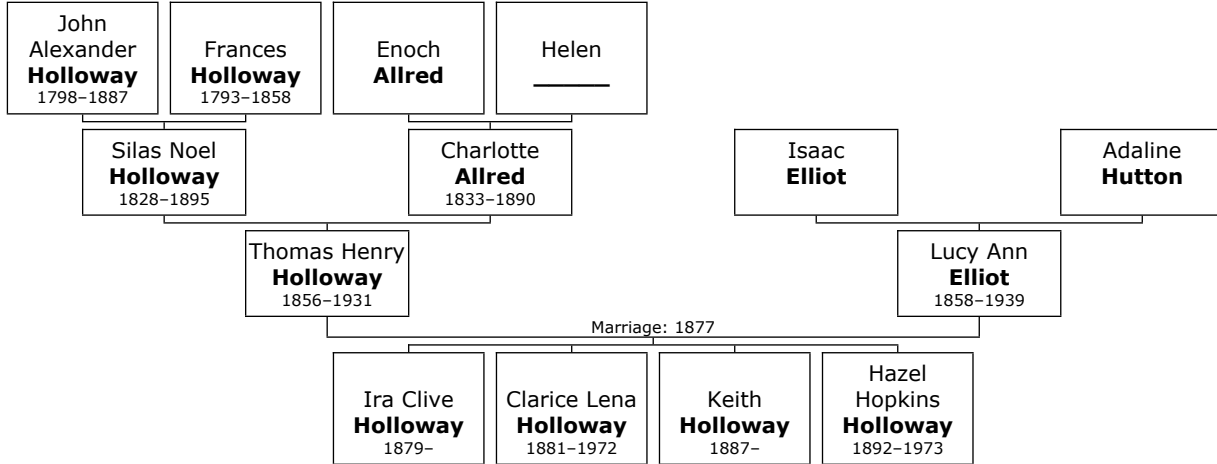 John
Alexander
Holloway
1798–1887
Frances
Holloway
1793–1858
Enoch
Allred
Helen
______
Silas Noel
Holloway
1828–1895
Charlotte
Allred
1833–1890
Isaac
Elliot
Adaline
Hutton
Thomas Henry
Holloway
1856–1931
Lucy Ann
Elliot
1858–1939
Marriage: 1877
Ira Clive
Holloway
1879–
Clarice Lena
Holloway
1881–1972
Keith
Holloway
1887–
Hazel
Hopkins
Holloway
1892–1973